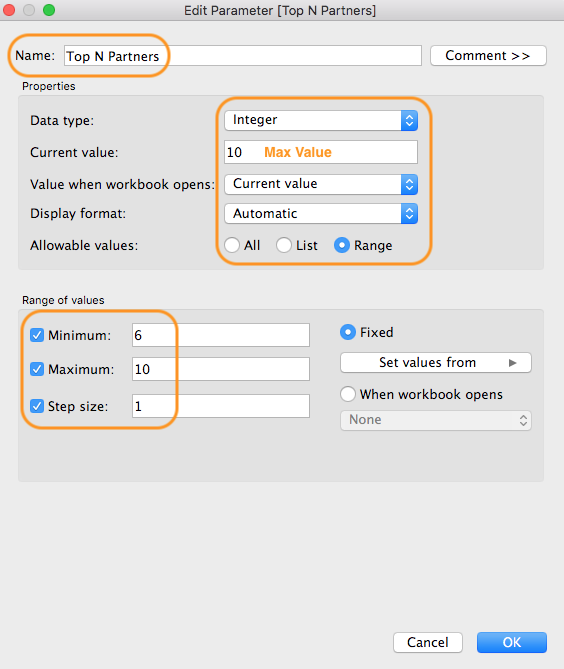 Edit Parameter [Top N Partners]
Name: Top N Partners Comment >>
Properties
Data type: Integer
Current value: 10 Max Value
Value when workbook opens: Current value
Display format: Automatic
Allowable values: All List Range
Range of values
Minimum: 6 Fixed
Maximum: 10 Set values from
Step size: 1 When workbook opens
None
Cancel OK